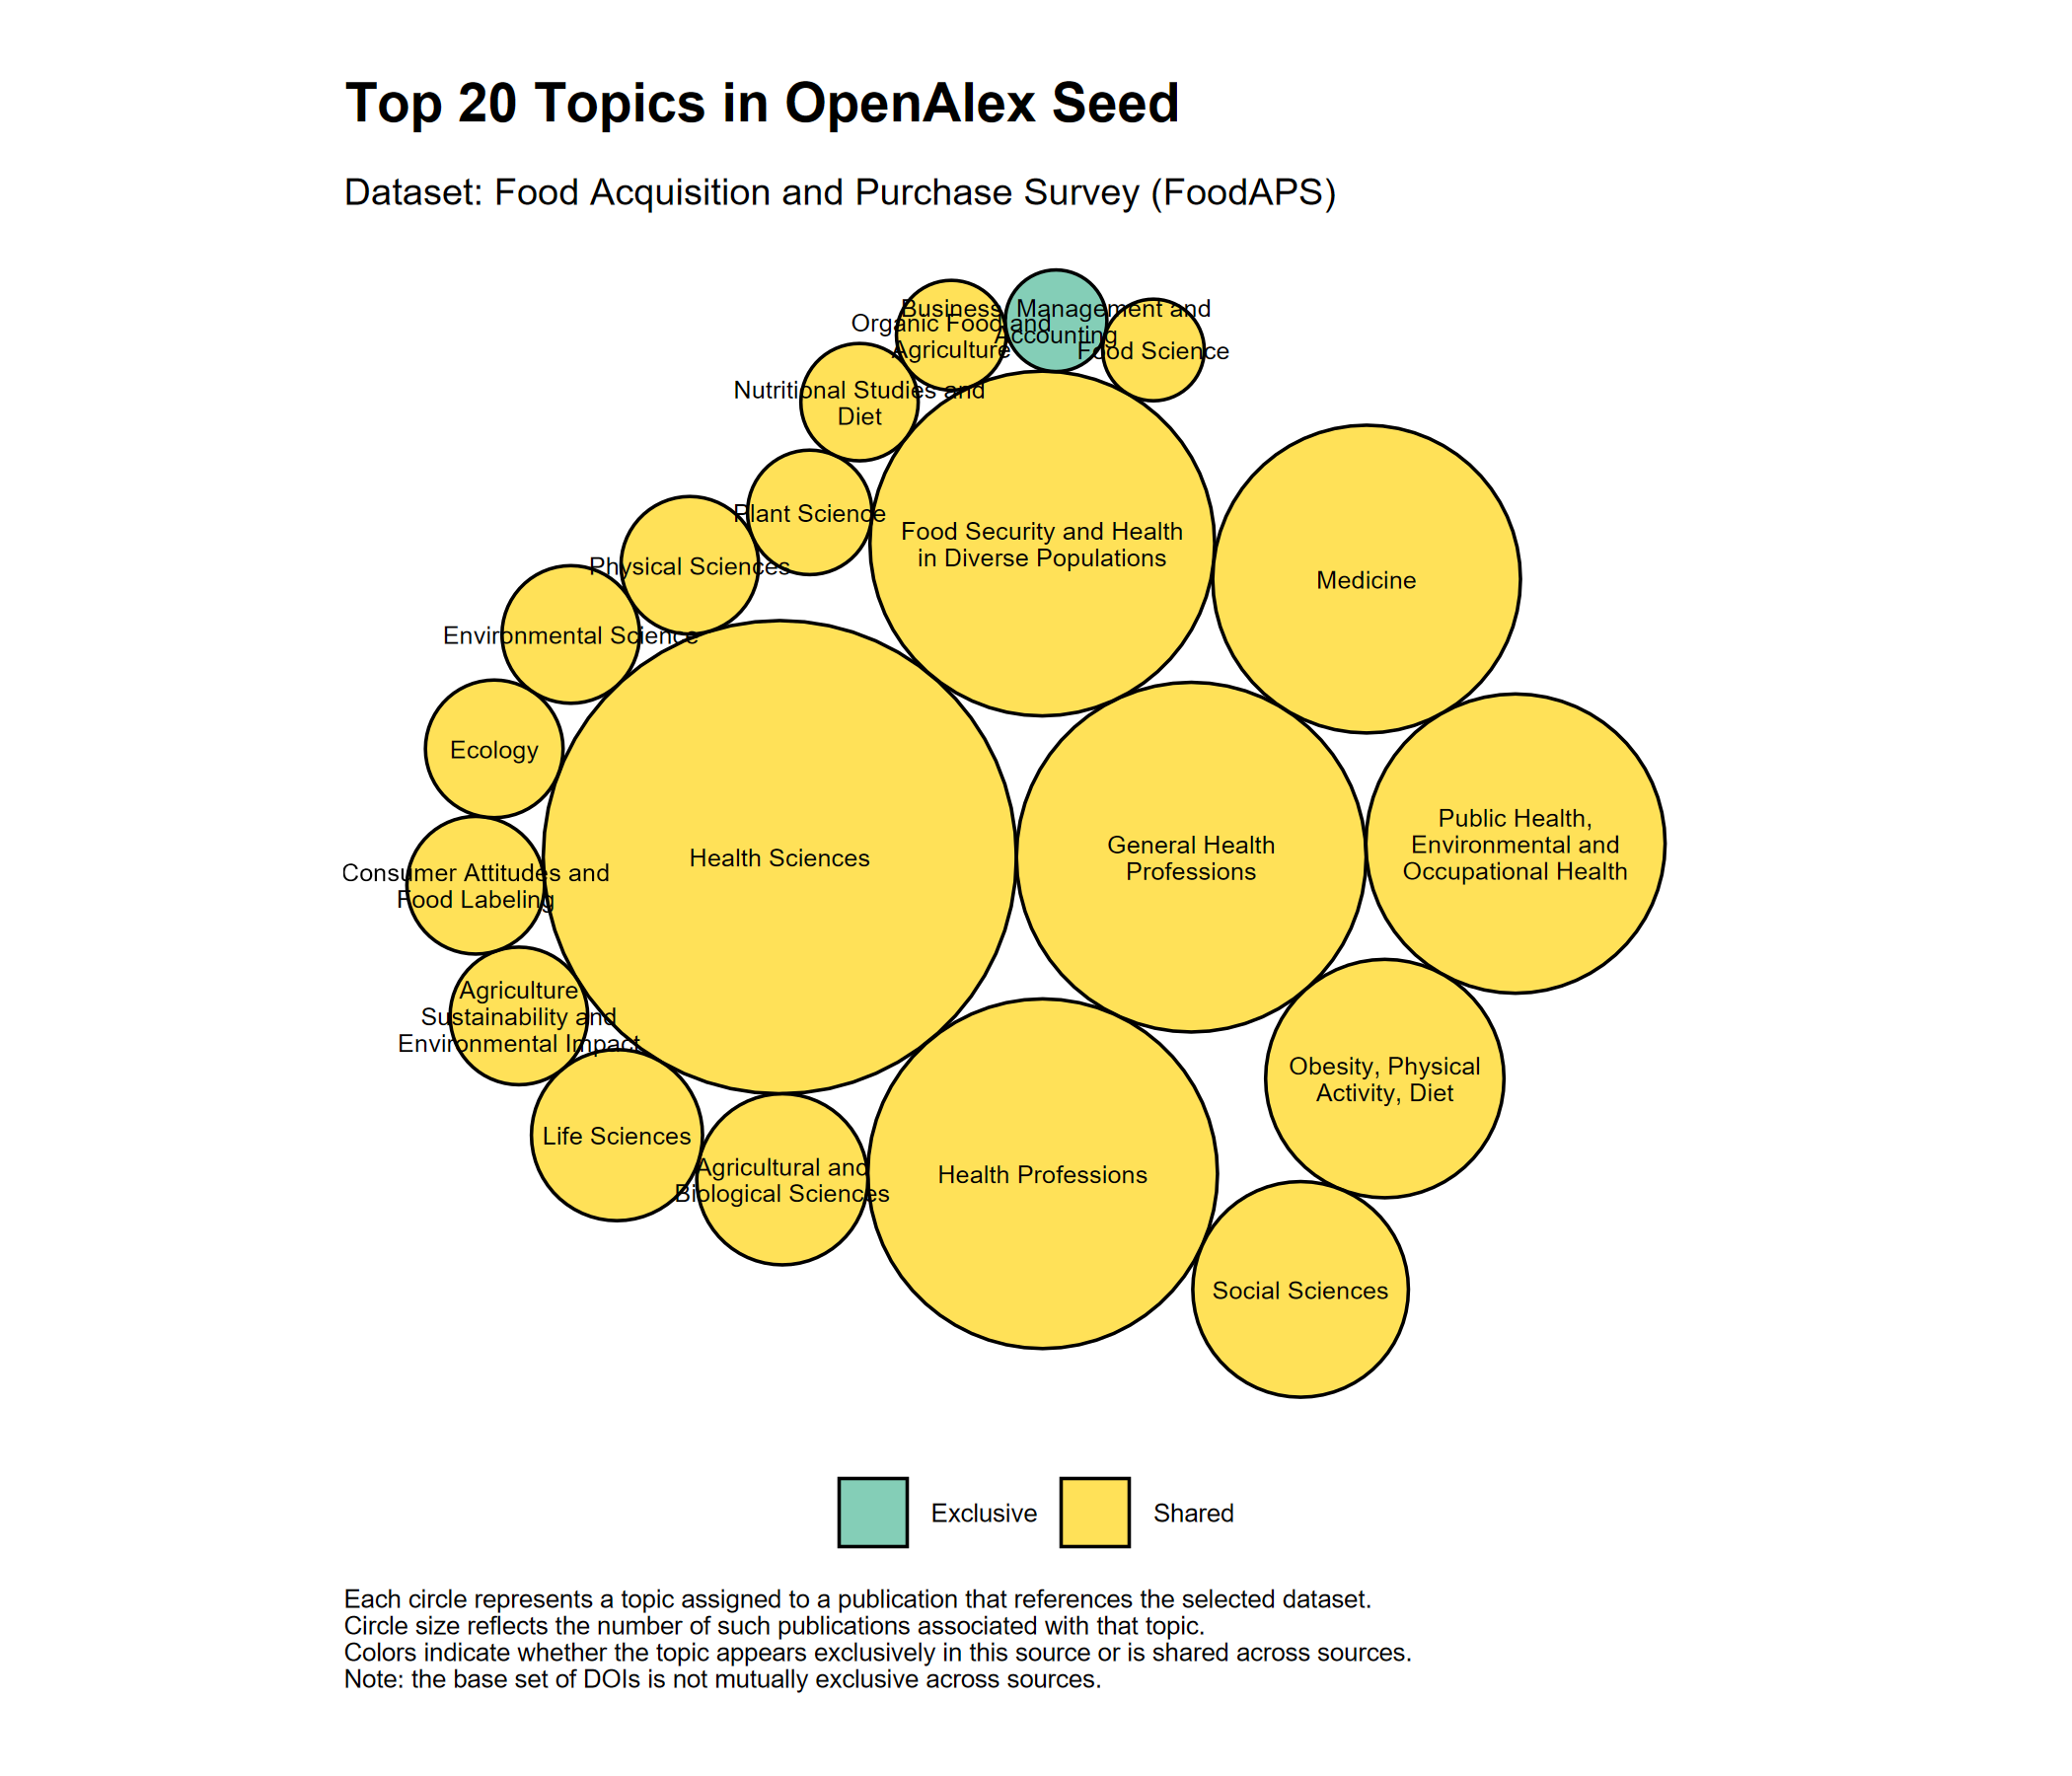 Top 20 Topics in OpenAlex Seed
Dataset: Food Acquisition and Purchase Survey (FoodAPS)
Business, Management and
Accounting
Organic Food and
Agriculture
Food Science
Nutritional Studies and
Diet
Plant Science
Food Security and Health
in Diverse Populations
Physical Sciences
Medicine
Environmental Science
Ecology
Health Sciences
General Health
Professions
Public Health,
Environmental and
Occupational Health
Consumer Attitudes and
Food Labeling
Agriculture
Sustainability and
Environmental Impact
Obesity, Physical
Activity, Diet
Life Sciences
Agricultural and
Biological Sciences
Health Professions
Social Sciences
Exclusive
Shared
Each circle represents a topic assigned to a publication that references the selected dataset.
Circle size reflects the number of such publications associated with that topic.
Colors indicate whether the topic appears exclusively in this source or is shared across sources.
Note: the base set of DOIs is not mutually exclusive across sources.